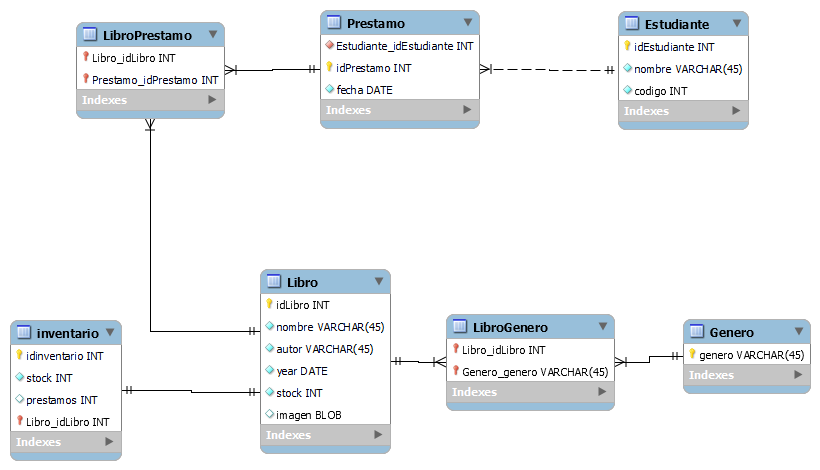 LibroPrestamo
Libro_idLibro INT
Prestamo_idPrestamo INT
Indexes
Prestamo
Estudiante_idEstudiante INT
idPrestamo INT
fecha DATE
Indexes
Estudiante
idEstudiante INT
nombre VARCHAR(45)
codigo INT
Indexes
inventario
idinventario INT
stock INT
prestamos INT
Libro_idLibro INT
Indexes
Libro
idLibro INT
nombre VARCHAR(45)
autor VARCHAR(45)
year DATE
stock INT
imagen BLOB
Indexes
LibroGenero
Libro_idLibro INT
Genero_genero VARCHAR(45)
Indexes
Genero
genero VARCHAR(45)
Indexes